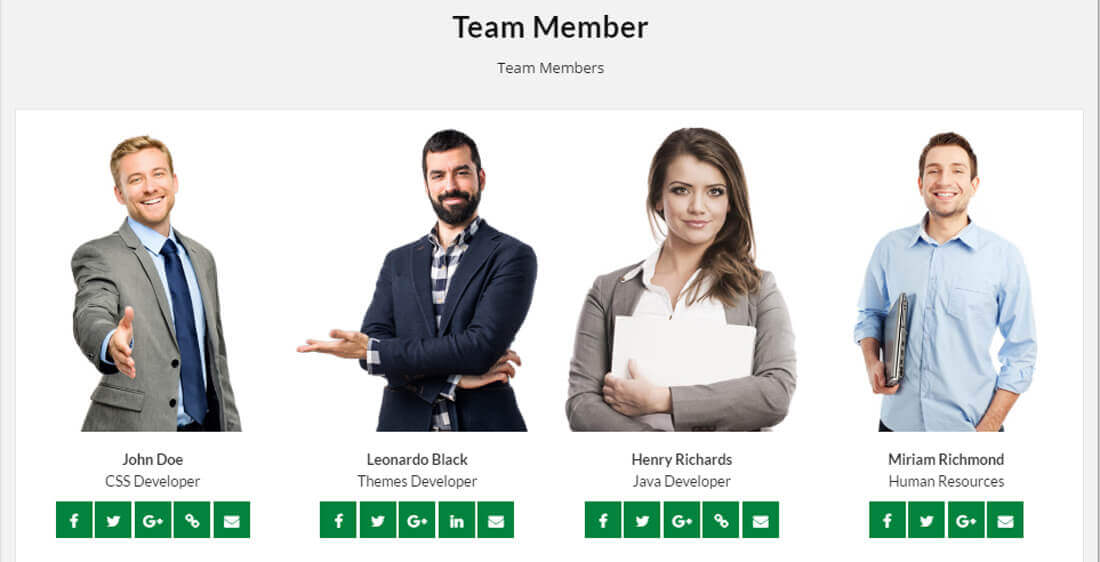 Team Member
Team Members
John Doe
CSS Developer
Leonardo Black
Themes Developer
Henry Richards
Java Developer
Miriam Richmond
Human Resources